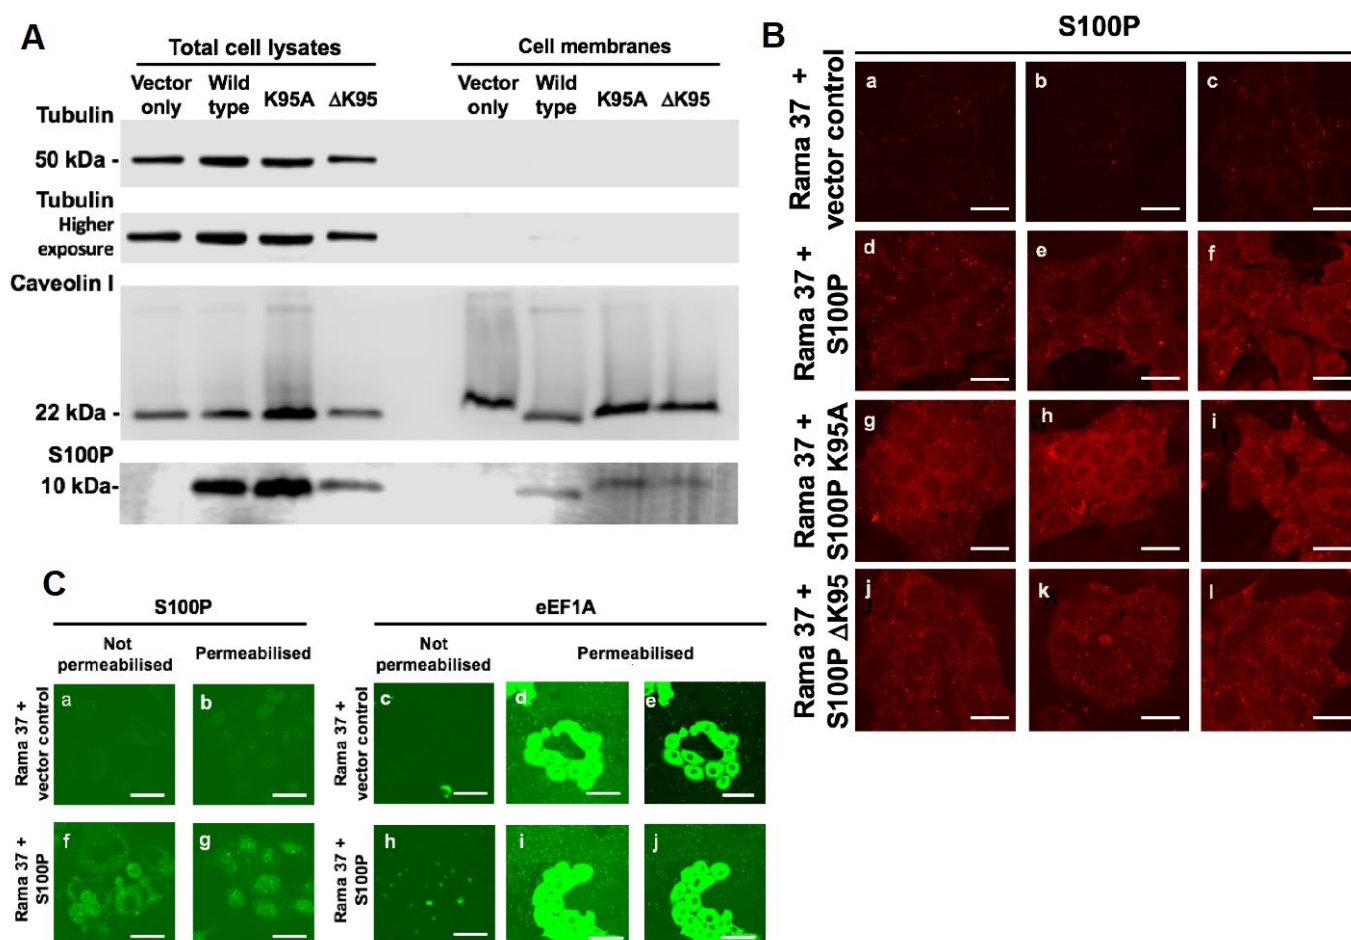 A
Total cell lysates
Cell membranes
Vector only
Wild type
K95A
ΔK95
Vector only
Wild type
K95A
ΔK95
Tubulin
50 kDa -
Tubulin
Higher exposure
Caveolin I
22 kDa -
S100P
10 kDa-
B
S100P
Rama 37 + vector control
a
b
c
Rama 37 + S100P
d
e
f
Rama 37 + S100P K95A
g
h
i
Rama 37 + S100P ΔK95
j
k
l
C
S100P
eEF1A
Not permeabilised
Permeabilised
Not permeabilised
Permeabilised
Rama 37 + vector control
a
b
Rama 37 + vector control
c
d
e
Rama 37 + S100P
f
g
Rama 37 + S100P
h
i
j